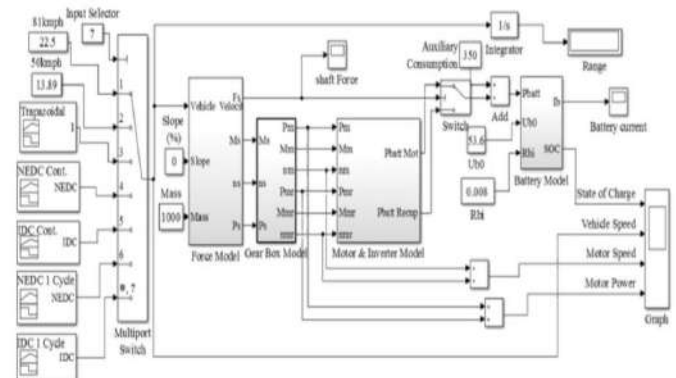 81kmph
22.5
50kmph
13.89
Trapazoidal
1
NEDC Cont.
NEDC
IDC Cont.
IDC
NEDC 1 Cycle
NEDC
IDC 1 Cycle
IDC
Input Selector
7
1
2
3
4
5
6
*, 7
Multiport
Switch
Slope
(%)
0
Mass
1000
Vehicle Velocit
Slope
Mass
Ms
ns
Ps
Force Model
shaft Force
Ms
ns
Ps
Pm
Mm
nm
Pmr
Mmr
nmr
Gear Box Model
Pm
Mm
nm
Pmr
Mmr
nmr
Pbatt Mot
Pbatt Recup
Motor & Inverter Model
Auxiliary
Consumption
350
Switch
Add
53.6
Ub0
0.008
Rbi
1/s
Integrator
Range
Pbatt
Ub0
Rbi
Ib
SOC
Battery Model
Battery current
State of Charge
Vehicle Speed
Motor Speed
Motor Power
Graph